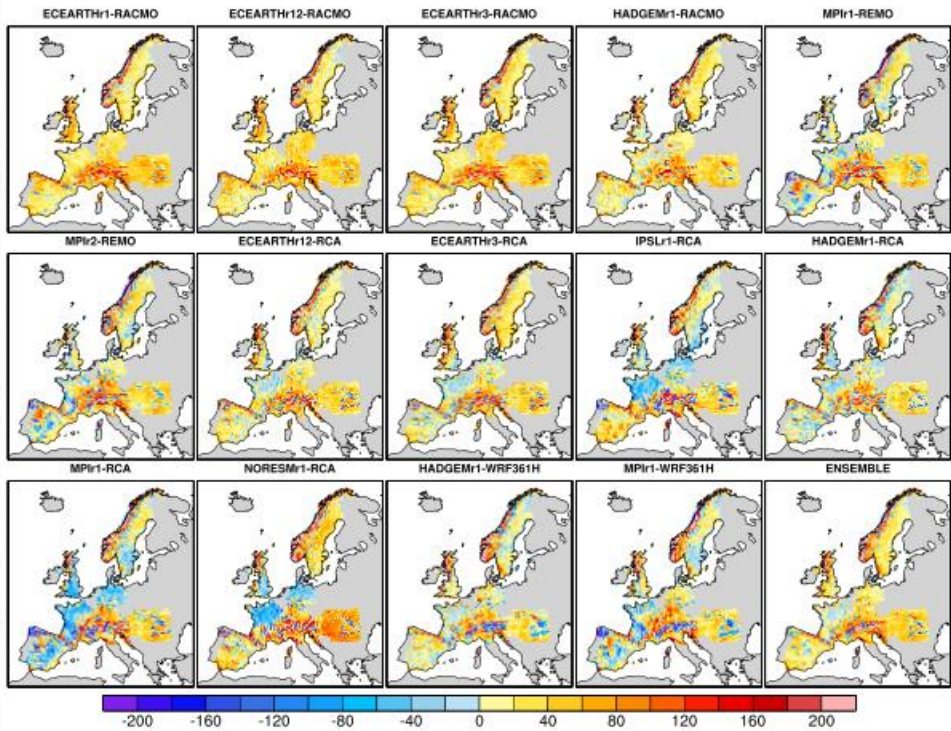 ECEARTHr1-RACMO ECEARTHr12-RACMO ECEARTHr3-RACMO HADGEMr1-RACMO MPIr1-REMO
MPIr2-REMO ECEARTHr12-RCA ECEARTHr3-RCA IPSLr1-RCA HADGEMr1-RCA
MPIr1-RCA NORESMr1-RCA HADGEMr1-WRF361H MPIr1-WRF361H ENSEMBLE
-200 -160 -120 -80 -40 0 40 80 120 160 200